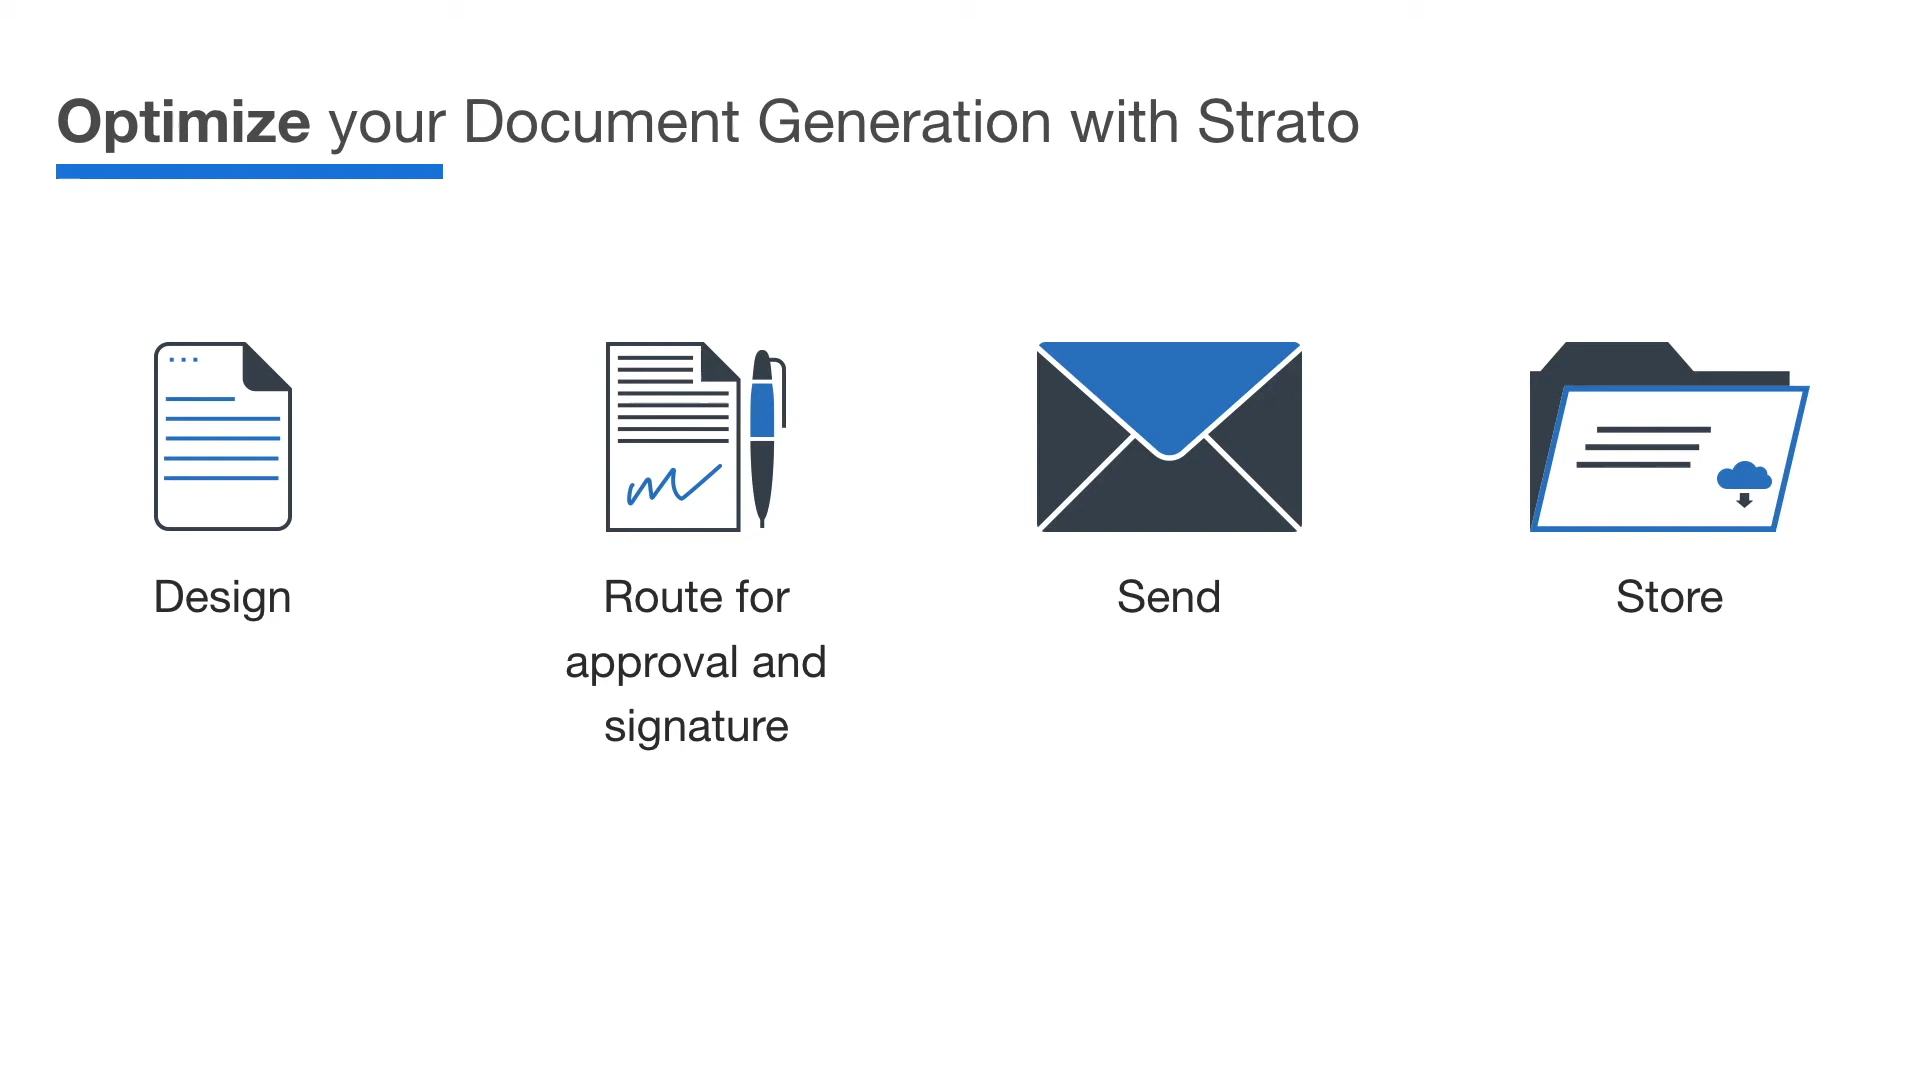 Optimize your Document Generation with Strato
Design
Route for
approval and
signature
Send
Store